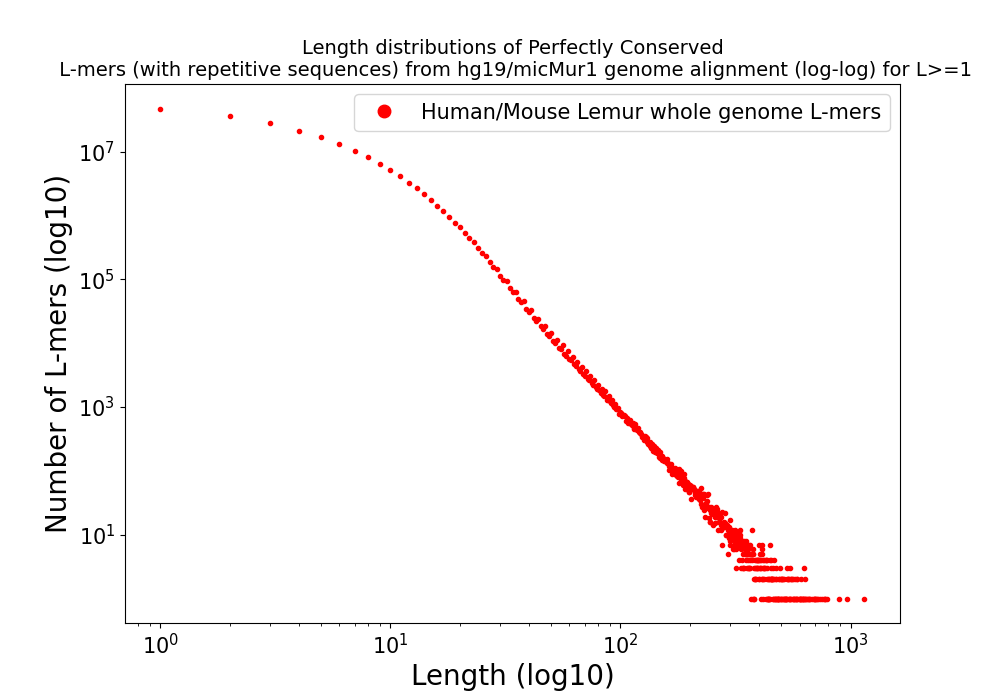 Length distributions of Perfectly Conserved
L-mers (with repetitive sequences) from hg19/micMur1 genome alignment (log-log) for L>=1
Human/Mouse Lemur whole genome L-mers
Number of L-mers (log10)
10^7
10^5
10^3
10^1
10^0 10^1 10^2 10^3
Length (log10)